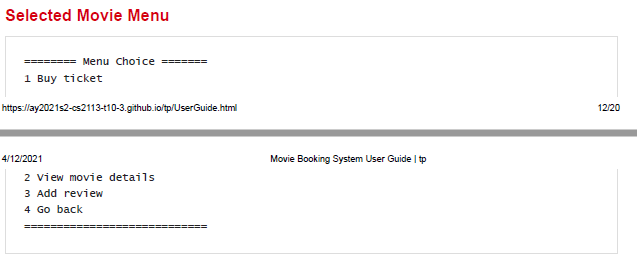 Selected Movie Menu
======== Menu Choice =======
1 Buy ticket
https://ay2021s2-cs2113-t10-3.github.io/tp/UserGuide.html 12/20
4/12/2021 Movie Booking System User Guide | tp
2 View movie details
3 Add review
4 Go back
============================